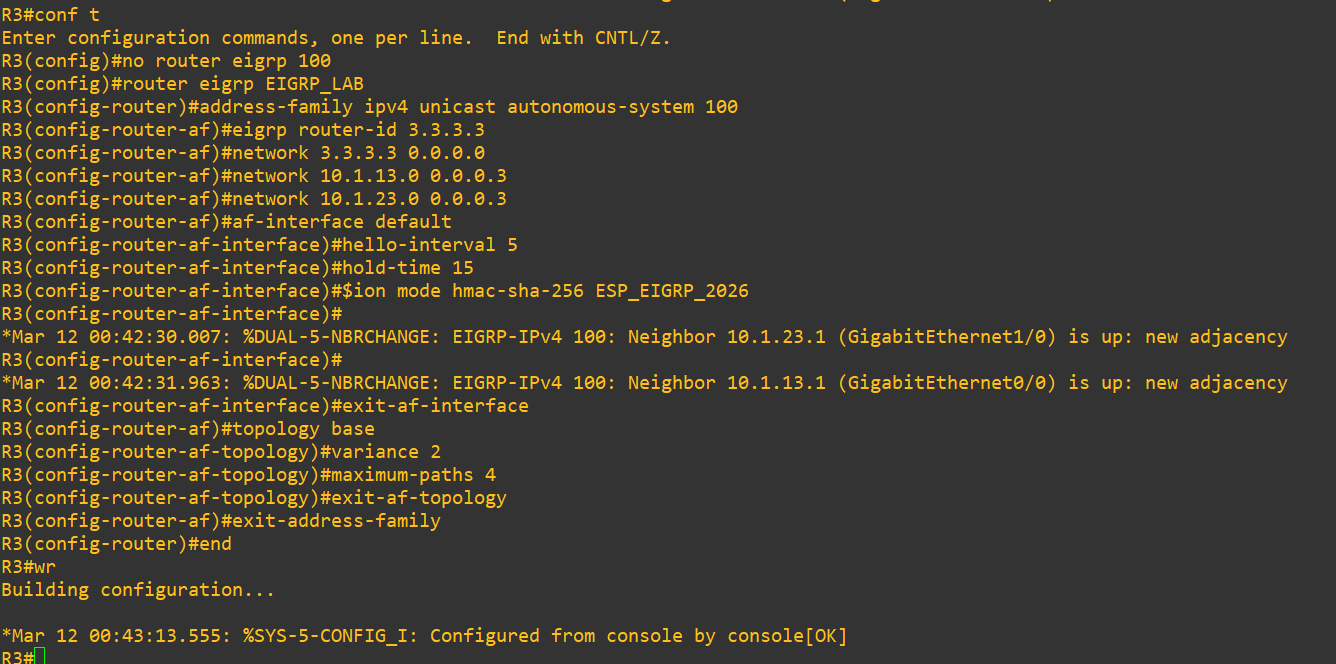 R3#conf t
Enter configuration commands, one per line.  End with CNTL/Z.
R3(config)#no router eigrp 100
R3(config)#router eigrp EIGRP_LAB
R3(config-router)#address-family ipv4 unicast autonomous-system 100
R3(config-router-af)#eigrp router-id 3.3.3.3
R3(config-router-af)#network 3.3.3.3 0.0.0.0
R3(config-router-af)#network 10.1.13.0 0.0.0.3
R3(config-router-af)#network 10.1.23.0 0.0.0.3
R3(config-router-af)#af-interface default
R3(config-router-af-interface)#hello-interval 5
R3(config-router-af-interface)#hold-time 15
R3(config-router-af-interface)#$ion mode hmac-sha-256 ESP_EIGRP_2026
R3(config-router-af-interface)#
*Mar 12 00:42:30.007: %DUAL-5-NBRCHANGE: EIGRP-IPv4 100: Neighbor 10.1.23.1 (GigabitEthernet1/0) is up: new adjacency
R3(config-router-af-interface)#
*Mar 12 00:42:31.963: %DUAL-5-NBRCHANGE: EIGRP-IPv4 100: Neighbor 10.1.13.1 (GigabitEthernet0/0) is up: new adjacency
R3(config-router-af-interface)#exit-af-interface
R3(config-router-af)#topology base
R3(config-router-af-topology)#variance 2
R3(config-router-af-topology)#maximum-paths 4
R3(config-router-af-topology)#exit-af-topology
R3(config-router-af)#exit-address-family
R3(config-router)#end
R3#wr
Building configuration...
*Mar 12 00:43:13.555: %SYS-5-CONFIG_I: Configured from console by console[OK]
R3#